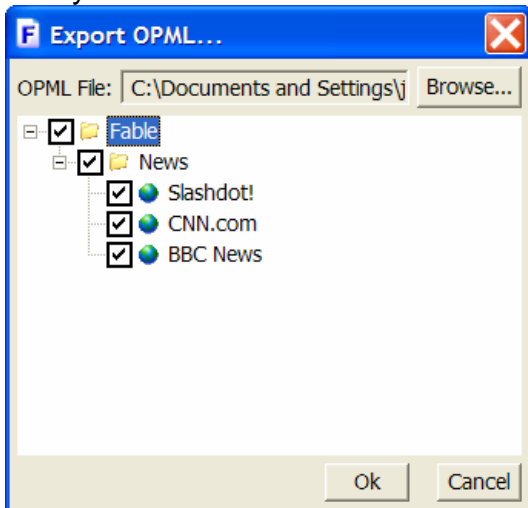 Export OPML...
OPML File: C:\Documents and Settings\j Browse...
Fable
News
Slashdot!
CNN.com
BBC News
Ok Cancel